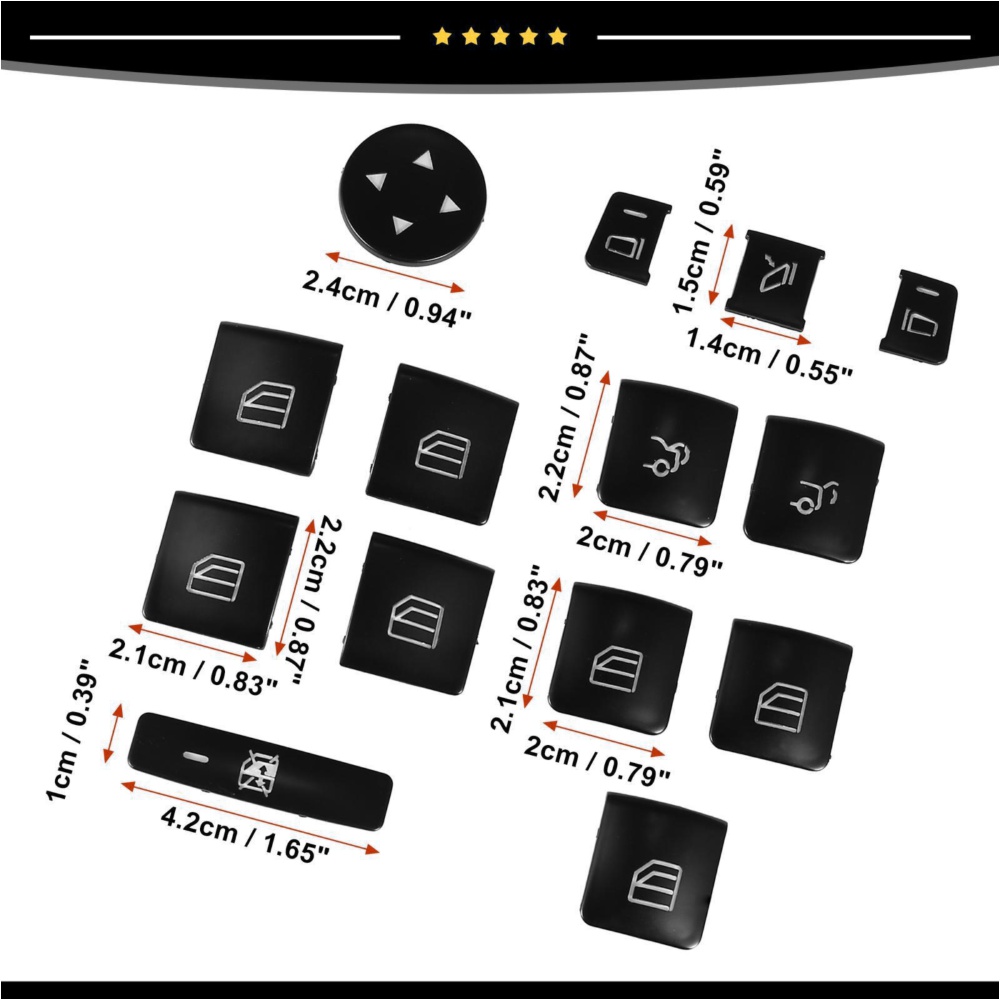 2.4cm / 0.94"
1.5cm / 0.59"
1.4cm / 0.55"
2.2cm / 0.87"
2cm / 0.79"
2.2cm / 0.87"
2.1cm / 0.83"
2.1cm / 0.83"
2cm / 0.79"
1cm / 0.39"
4.2cm / 1.65"